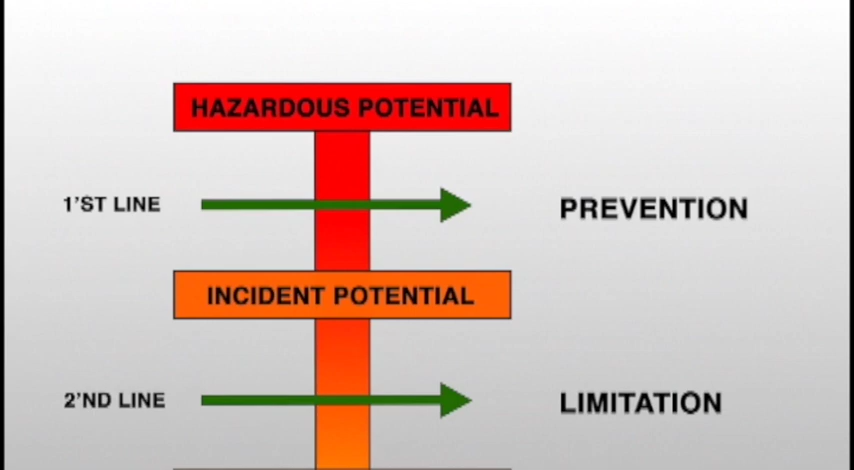 HAZARDOUS POTENTIAL
1'ST LINE
PREVENTION
INCIDENT POTENTIAL
2'ND LINE
LIMITATION